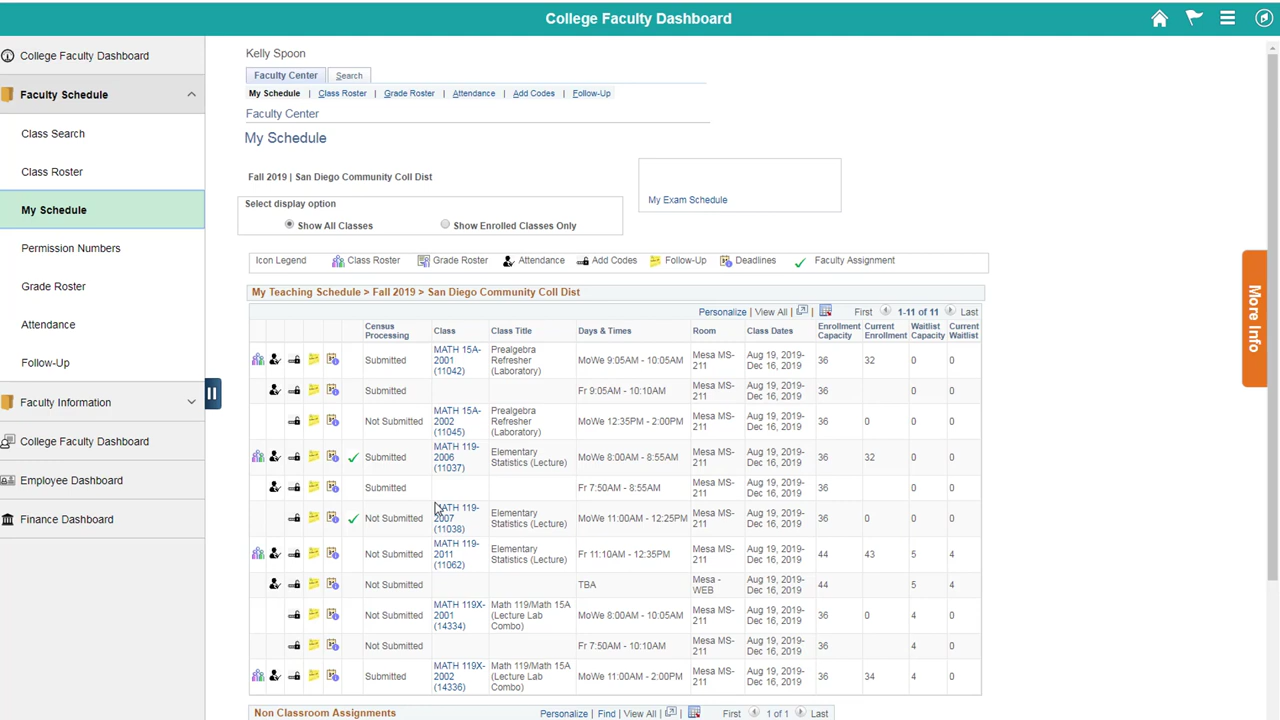 College Faculty Dashboard
College Faculty Dashboard
Faculty Schedule
Class Search
Class Roster
My Schedule
Permission Numbers
Grade Roster
Attendance
Follow-Up
Faculty Information
College Faculty Dashboard
Employee Dashboard
Finance Dashboard
Kelly Spoon
Faculty Center Search
My Schedule | Class Roster | Grade Roster | Attendance | Add Codes | Follow-Up
Faculty Center
My Schedule
Fall 2019 | San Diego Community Coll Dist
My Exam Schedule
Select display option
Show All Classes Show Enrolled Classes Only
Icon Legend Class Roster Grade Roster Attendance Add Codes Follow-Up Deadlines Faculty Assignment
My Teaching Schedule > Fall 2019 > San Diego Community Coll Dist
Personalize | View All | | First 1-11 of 11 Last
Census Enrollment Current Waitlist Current
Processing Class Class Title Days & Times Room Class Dates Capacity Enrollment Capacity Waitlist
MATH 15A- Prealgebra Mesa MS- Aug 19, 2019-
Submitted 2001 Refresher MoWe 9:05AM - 10:05AM 211 Dec 16, 2019 36 32 0 0
(11042) (Laboratory)
Submitted Fr 9:05AM - 10:10AM Mesa MS- Aug 19, 2019- 36 0 0
211 Dec 16, 2019
MATH 15A- Prealgebra Mesa MS- Aug 19, 2019-
Not Submitted 2002 Refresher MoWe 12:35PM - 2:00PM 211 Dec 16, 2019 36 0 0 0
(11045) (Laboratory)
MATH 119- Elementary Mesa MS- Aug 19, 2019-
Submitted 2006 Statistics (Lecture) MoWe 8:00AM - 8:55AM 211 Dec 16, 2019 36 32 0 0
(11037)
Submitted Fr 7:50AM - 8:55AM Mesa MS- Aug 19, 2019- 36 0 0
211 Dec 16, 2019
MATH 119- Elementary Mesa MS- Aug 19, 2019-
Not Submitted 2007 Statistics (Lecture) MoWe 11:00AM - 12:25PM 211 Dec 16, 2019 36 0 0 0
(11038)
MATH 119- Elementary Mesa MS- Aug 19, 2019-
Not Submitted 2011 Statistics (Lecture) Fr 11:10AM - 12:35PM 211 Dec 16, 2019 44 43 5 4
(11062)
Not Submitted TBA Mesa - Aug 19, 2019- 44 5 4
WEB Dec 16, 2019
MATH 119X- Math 119/Math 15A Mesa MS- Aug 19, 2019-
Not Submitted 2001 (Lecture Lab MoWe 8:00AM - 10:05AM 211 Dec 16, 2019 36 0 4 0
(14334) Combo)
Not Submitted Fr 7:50AM - 10:10AM Mesa MS- Aug 19, 2019- 36 4 0
211 Dec 16, 2019
MATH 119X- Math 119/Math 15A Mesa MS- Aug 19, 2019-
Submitted 2002 (Lecture Lab MoWe 11:00AM - 2:00PM 211 Dec 16, 2019 36 34 4 0
(14336) Combo)
Non Classroom Assignments Personalize | Find | View All | | First 1 of 1 Last
More Info